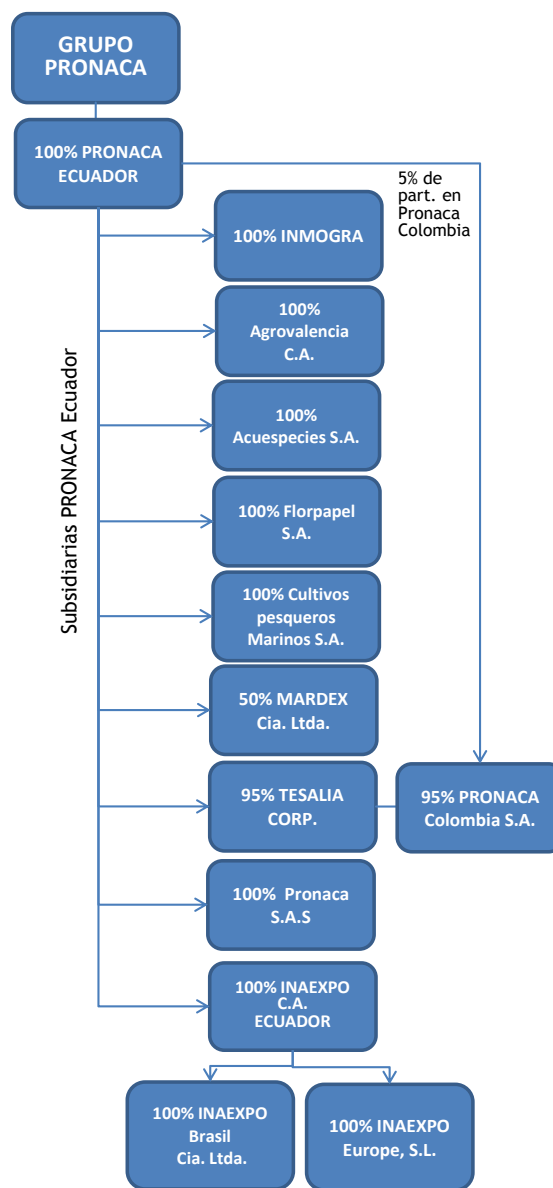 GRUPO
PRONACA
100% PRONACA
ECUADOR
5% de
part. en
Pronaca
Colombia
Subsidiarias PRONACA Ecuador
100% INMOGRA
100%
Agrovalencia
C.A.
100%
Acuespecies S.A.
100% Florpapel
S.A.
100% Cultivos
pesqueros
Marinos S.A.
50% MARDEX
Cia. Ltda.
95% TESALIA
CORP.
95% PRONACA
Colombia S.A.
100% Pronaca
S.A.S
100% INAEXPO
C.A.
ECUADOR
100% INAEXPO
Brasil
Cia. Ltda.
100% INAEXPO
Europe, S.L.